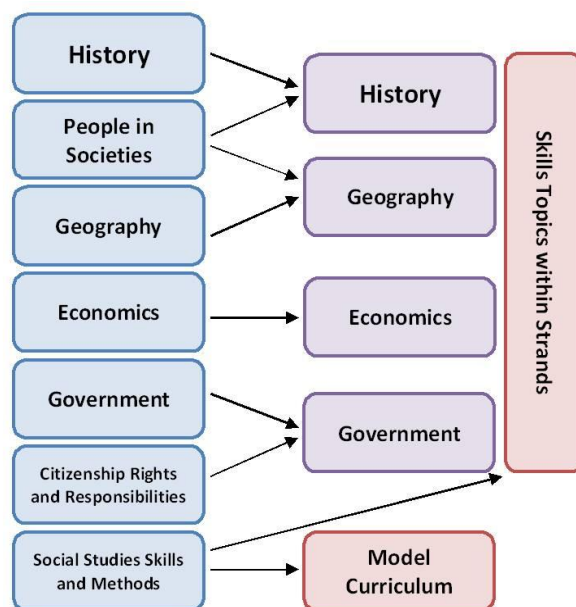 History
People in
Societies
Geography
Economics
Government
Citizenship Rights
and Responsibilities
Social Studies Skills
and Methods
History
Geography
Economics
Government
Model
Curriculum
Skills Topics within Strands